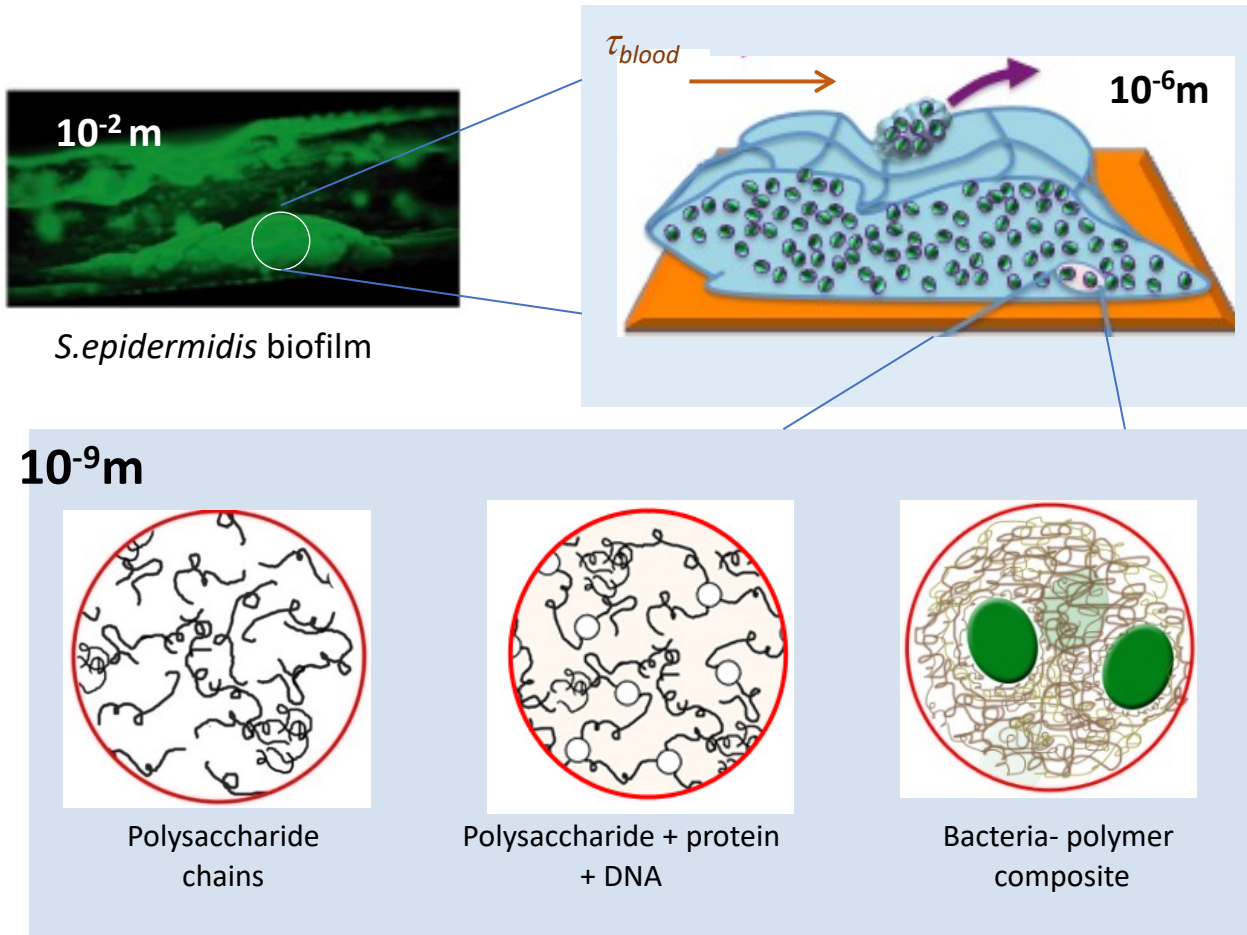 10⁻² m
τblood
10⁻⁶m
S.epidermidis biofilm
10⁻⁹m
Polysaccharide
chains
Polysaccharide + protein
+ DNA
Bacteria- polymer
composite